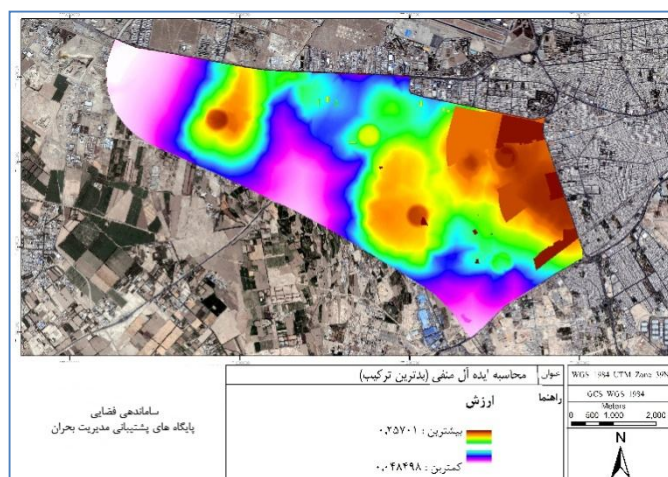 عنوان
محاسبه ایده آل منفی (بدترین ترکیب)
راهنما
ارزش
بیشترین : ۰.۲۵۷۰۱
کمترین : ۰.۰۴۸۴۹۸
ساماندهی فضایی
پایگاه های پشتیبانی مدیریت بحران
WGS 1984 UTM Zone 39N
GCS WGS 1984
Meters
0 500 1,000 2,000
N